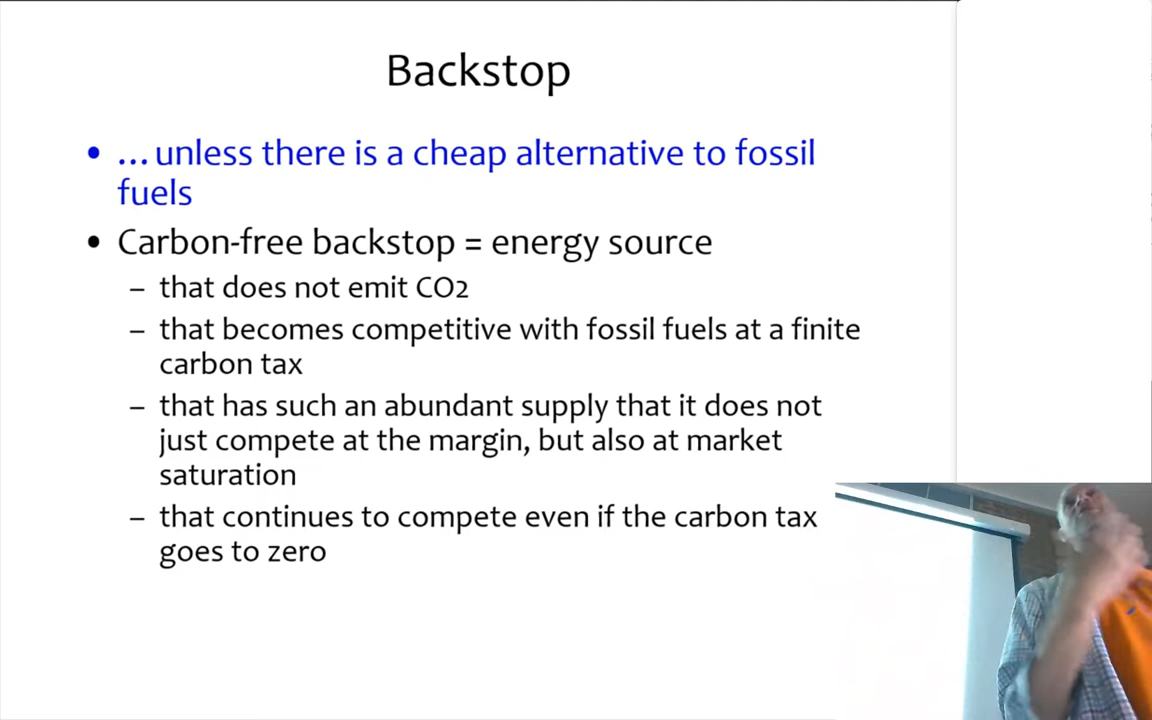 Backstop
• ...unless there is a cheap alternative to fossil
fuels
• Carbon-free backstop = energy source
– that does not emit CO2
– that becomes competitive with fossil fuels at a finite
carbon tax
– that has such an abundant supply that it does not
just compete at the margin, but also at market
saturation
– that continues to compete even if the carbon tax
goes to zero